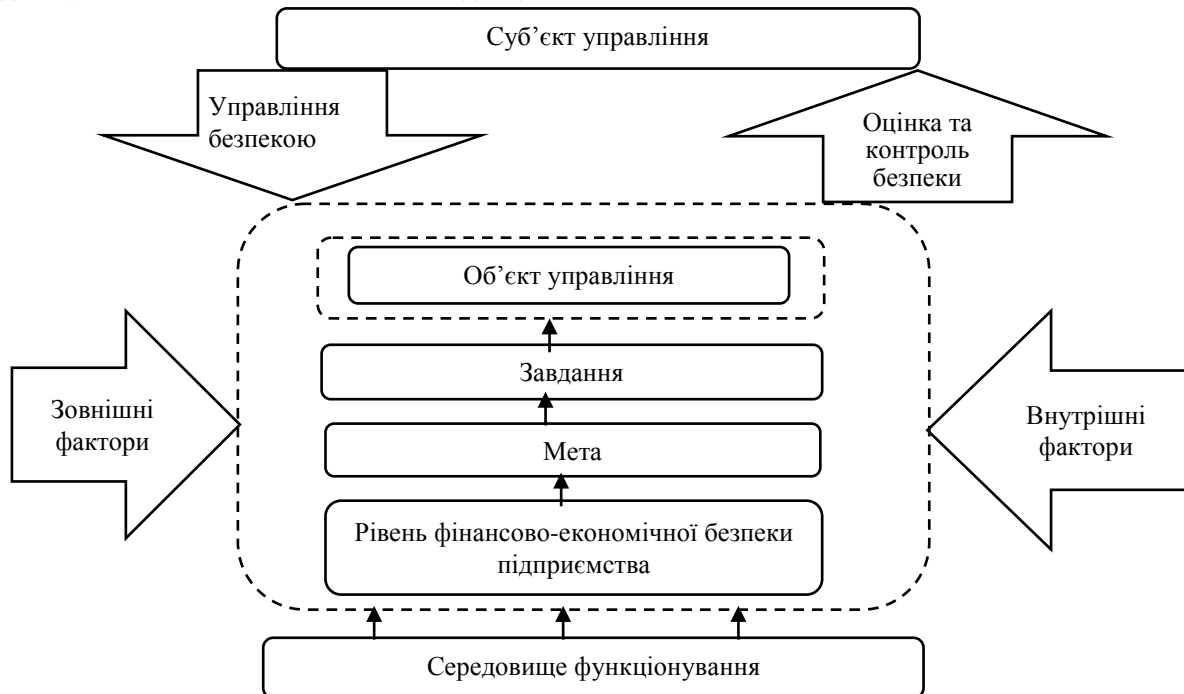 Суб’єкт управління
Управління
безпекою
Оцінка та
контроль
безпеки
Об’єкт управління
Завдання
Зовнішні
фактори
Внутрішні
фактори
Мета
Рівень фінансово-економічної безпеки
підприємства
Середовище функціонування